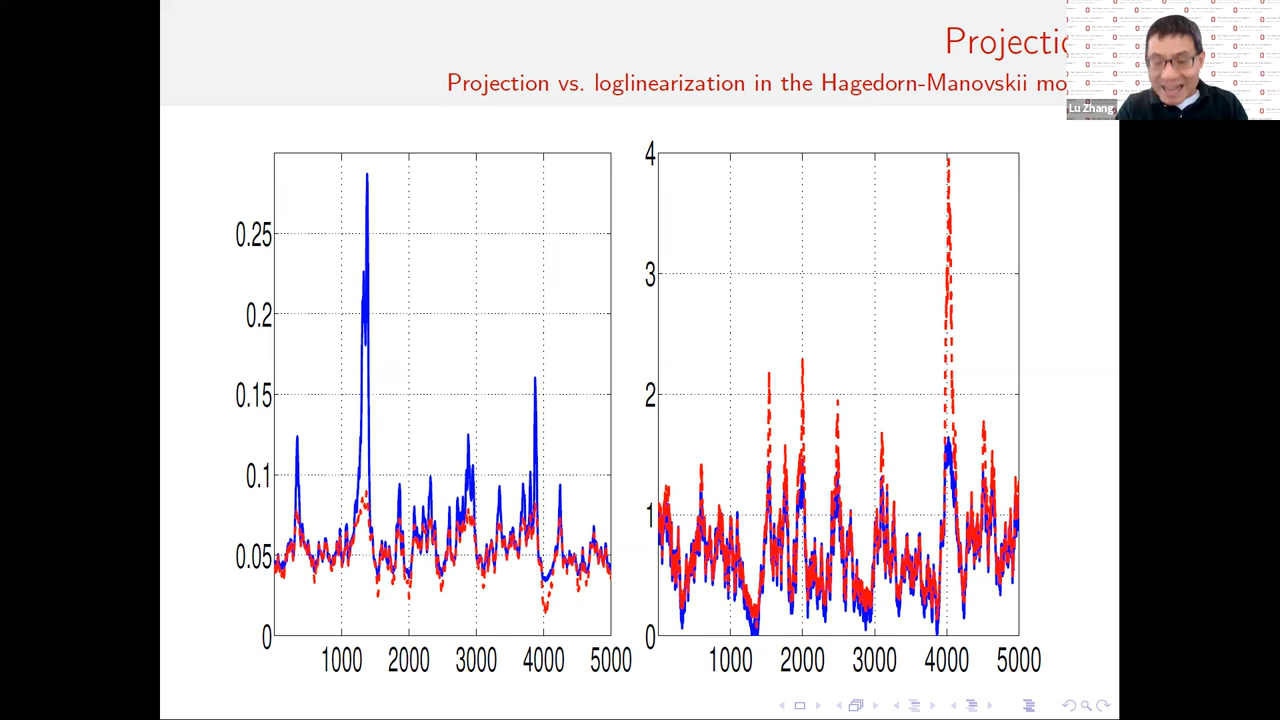 Projectio
Projection vs. loglinearization in the Hagedorn-Manovskii mo
Lu Zhang
0.25
0.2
0.15
0.1
0.05
0
1000 2000 3000 4000 5000
4
3
2
1
0
1000 2000 3000 4000 5000